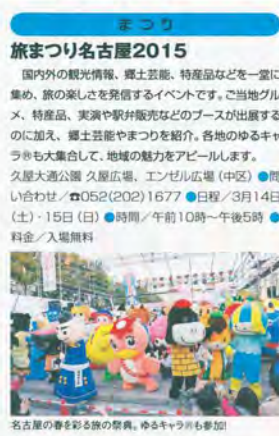 まつり
旅まつり名古屋2015
国内外の観光情報、郷土芸能、特産品などを一堂に
集め、旅の楽しさを発信するイベントです。ご当地グル
メ、特産品、実演や駅弁販売などのブースが出展する
のに加え、郷土芸能やまつりを紹介。各地のゆるキャ
ラ®も大集合して、地域の魅力をアピールします。
久屋大通公園 久屋広場、エンゼル広場(中区) ●問
い合わせ/☎052(202)1677 ●日程/3月14日
(土)・15日(日) ●時間/午前10時〜午後5時 ●
料金/入場無料
名古屋の春を彩る旅の祭典。ゆるキャラ®も参加!